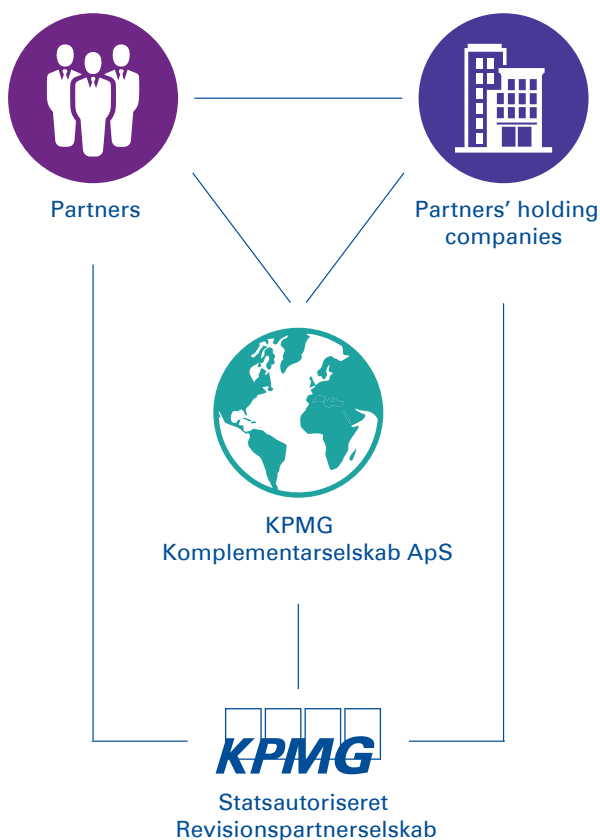 Partners
Partners’ holding
companies
KPMG
Komplementarselskab ApS
KPMG
Statsautoriseret
Revisionspartnerselskab